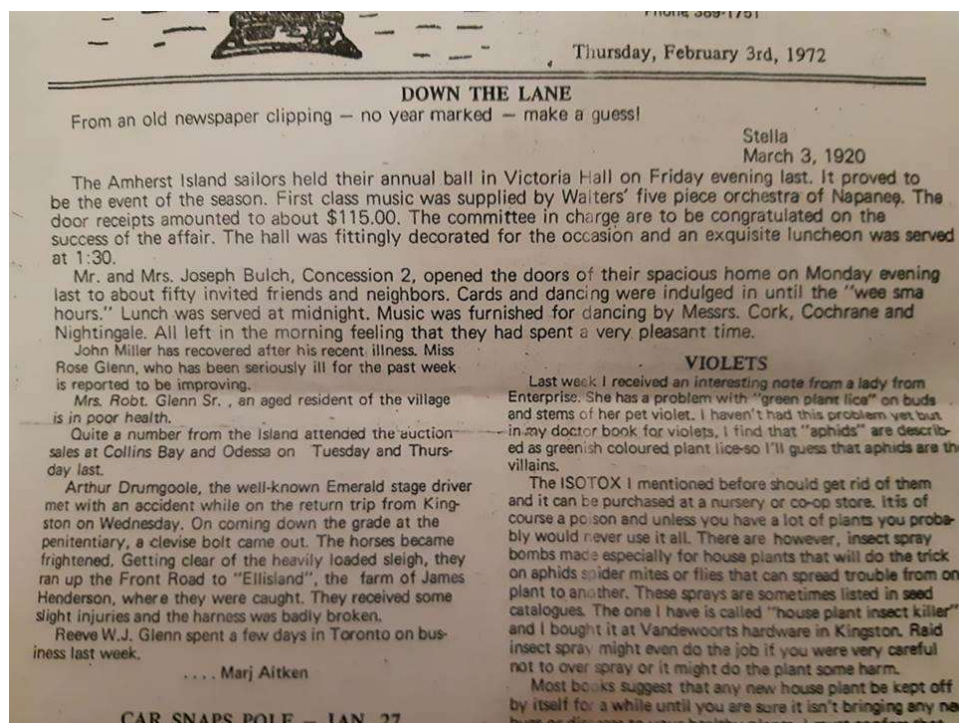 Phone 389-1751
Thursday, February 3rd, 1972
DOWN THE LANE
From an old newspaper clipping — no year marked — make a guess!
Stella
March 3, 1920
The Amherst Island sailors held their annual ball in Victoria Hall on Friday evening last. It proved to
be the event of the season. First class music was supplied by Walters' five piece orchestra of Napanee. The
door receipts amounted to about $115.00. The committee in charge are to be congratulated on the
success of the affair. The hall was fittingly decorated for the occasion and an exquisite luncheon was served
at 1:30.
Mr. and Mrs. Joseph Bulch, Concession 2, opened the doors of their spacious home on Monday evening
last to about fifty invited friends and neighbors. Cards and dancing were indulged in until the "wee sma
hours." Lunch was served at midnight. Music was furnished for dancing by Messrs. Cork, Cochrane and
Nightingale. All left in the morning feeling that they had spent a very pleasant time.
John Miller has recovered after his recent illness. Miss
Rose Glenn, who has been seriously ill for the past week
is reported to be improving.
Mrs. Robt. Glenn Sr. , an aged resident of the village
is in poor health.
Quite a number from the Island attended the auction
sales at Collins Bay and Odessa on Tuesday and Thurs-
day last.
Arthur Drumgoole, the well-known Emerald stage driver
met with an accident while on the return trip from King-
ston on Wednesday. On coming down the grade at the
penitentiary, a clevise bolt came out. The horses became
frightened. Getting clear of the heavily loaded sleigh, they
ran up the Front Road to "Ellisland", the farm of James
Henderson, where they were caught. They received some
slight injuries and the harness was badly broken.
Reeve W.J. Glenn spent a few days in Toronto on bus-
iness last week.
. . . . Marj Aitken
CAR SNAPS POLE — JAN. 27
VIOLETS
Last week I received an interesting note from a lady from
Enterprise. She has a problem with "green plant lice" on buds
and stems of her pet violet. I haven't had this problem yet but
in my doctor book for violets, I find that "aphids" are describ-
ed as greenish coloured plant lice-so I'll guess that aphids are the
villains.
The ISOTOX I mentioned before should get rid of them
and it can be purchased at a nursery or co-op store. It is of
course a poison and unless you have a lot of plants you proba-
bly would never use it all. There are however, insect spray
bombs made especially for house plants that will do the trick
on aphids spider mites or flies that can spread trouble from on
plant to another. These sprays are sometimes listed in seed
catalogues. The one I have is called "house plant insect killer"
and I bought it at Vandewoorts hardware in Kingston. Raid
insect spray might even do the job if you were very careful
not to over spray or it might do the plant some harm.
Most books suggest that any new house plant be kept off
by itself for a while until you are sure it isn't bringing any ne